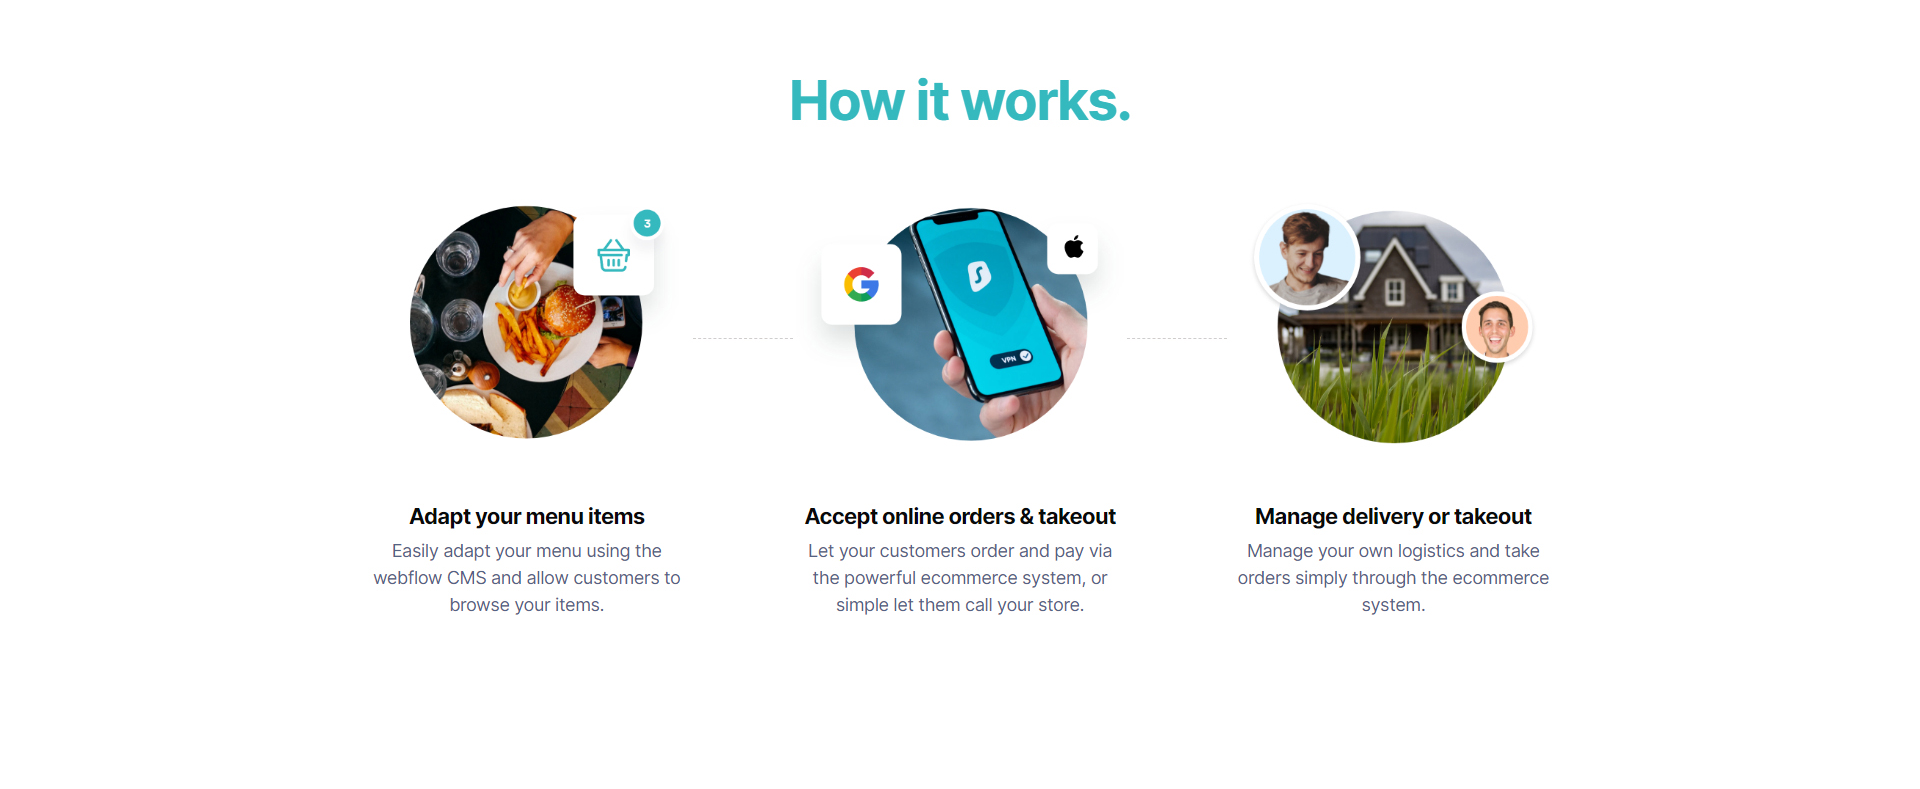 How it works.
3
VPN
Adapt your menu items
Easily adapt your menu using the
webflow CMS and allow customers to
browse your items.
Accept online orders & takeout
Let your customers order and pay via
the powerful ecommerce system, or
simple let them call your store.
Manage delivery or takeout
Manage your own logistics and take
orders simply through the ecommerce
system.